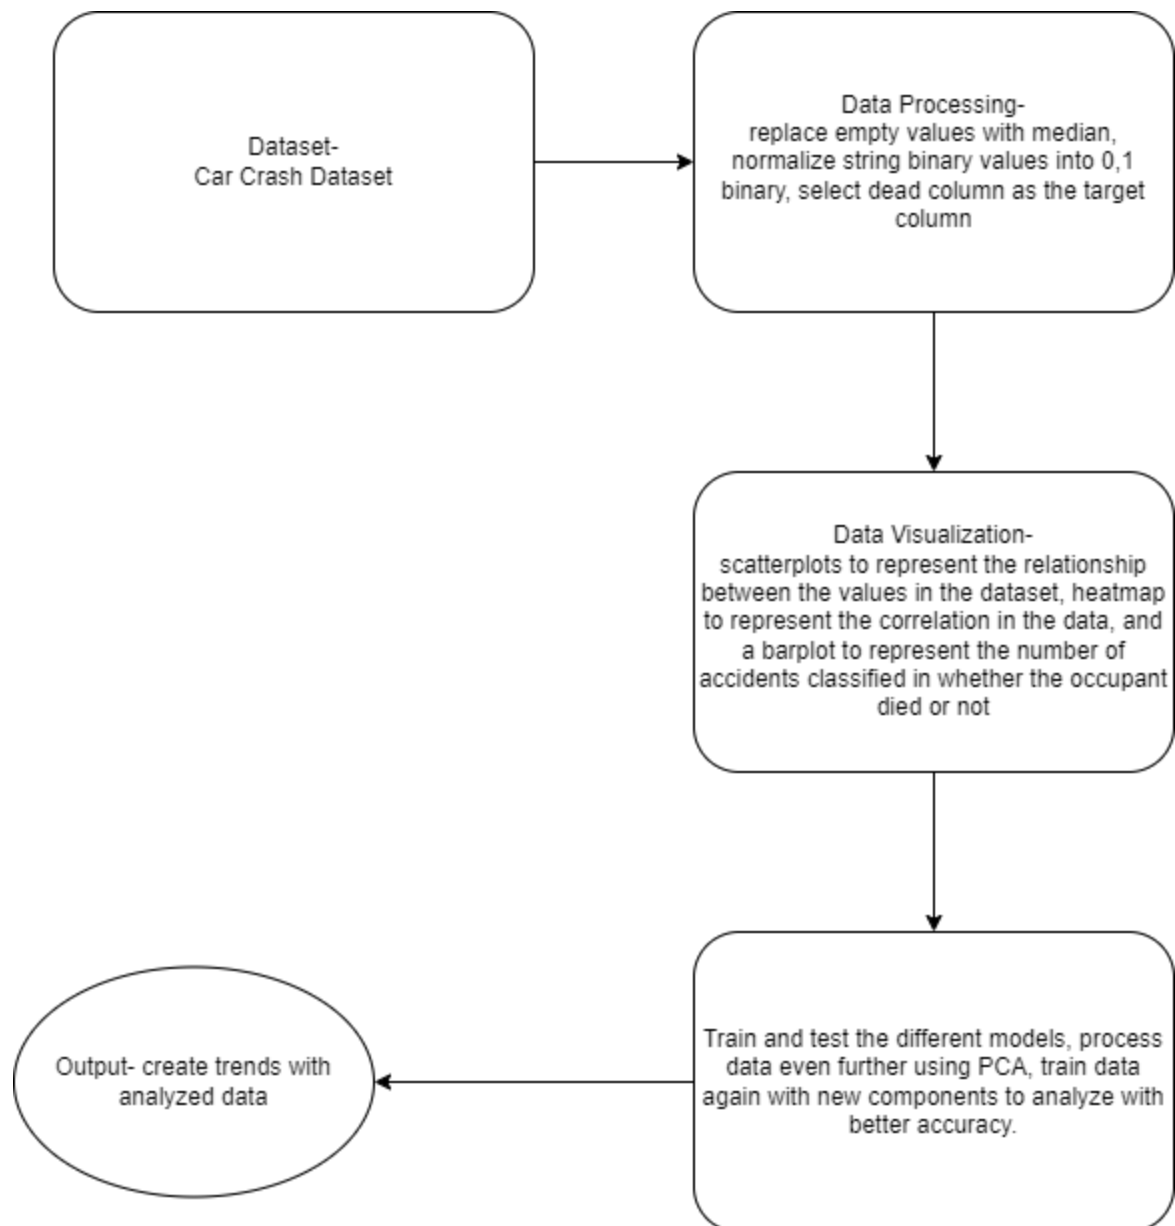 Dataset-
Car Crash Dataset
Data Processing-
replace empty values with median,
normalize string binary values into 0,1
binary, select dead column as the target
column
Data Visualization-
scatterplots to represent the relationship
between the values in the dataset, heatmap
to represent the correlation in the data, and
a barplot to represent the number of
accidents classified in whether the occupant
died or not
Train and test the different models, process
data even further using PCA, train data
again with new components to analyze with
better accuracy.
Output- create trends with
analyzed data